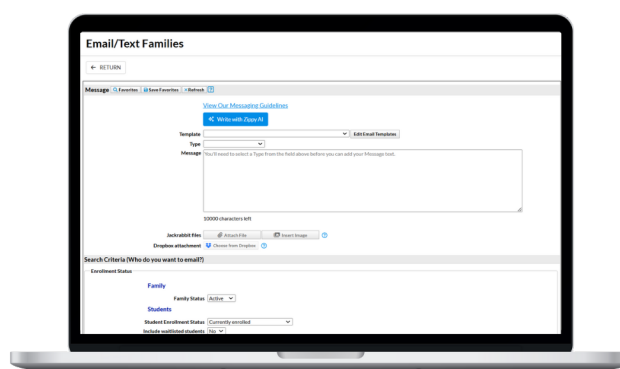 Email/Text Families
← RETURN
Message Favorites Save Favorites Refresh ?
View Our Messaging Guidelines
Write with Zippy AI
Template Edit Email Templates
Type
Message You'll need to select a Type from the field above before you can add your Message text.
10000 characters left
Jackrabbit files Attach File Insert Image ?
Dropbox attachment Choose from Dropbox ?
Search Criteria (Who do you want to email?)
Enrollment Status
Family
Family Status Active
Students
Student Enrollment Status Currently enrolled
Include waitlisted students No